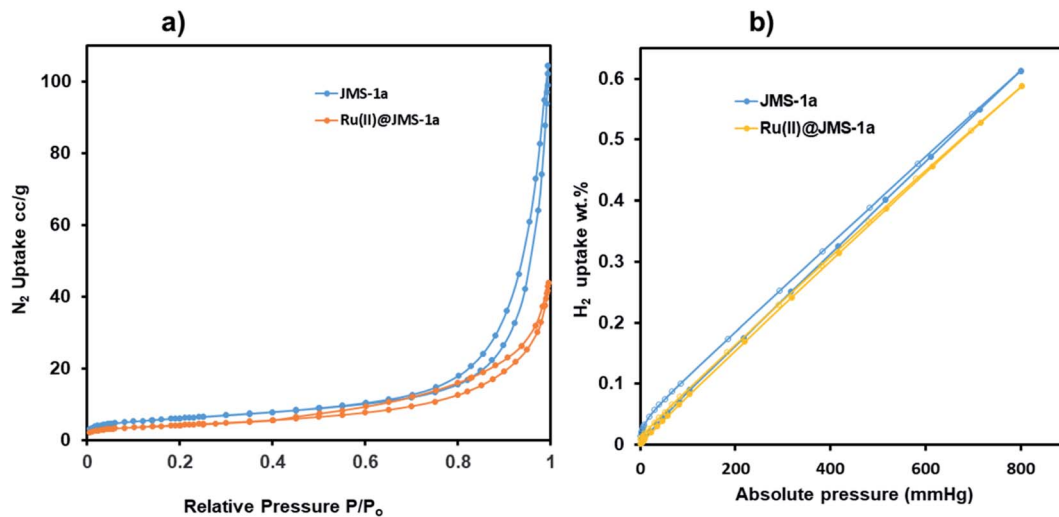 a)
N₂ Uptake cc/g
100
80
60
40
20
0
JMS-1a
Ru(II)@JMS-1a
0
0.2
0.4
0.6
0.8
1
Relative Pressure P/Pₒ
b)
H₂ uptake wt.%
0.6
0.5
0.4
0.3
0.2
0.1
0
JMS-1a
Ru(II)@JMS-1a
0
200
400
600
800
Absolute pressure (mmHg)